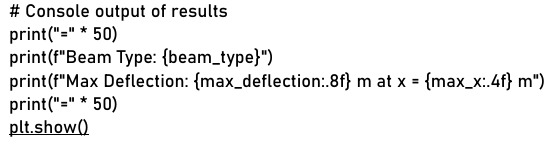 # Console output of results
print("=" * 50)
print(f"Beam Type: {beam_type}")
print(f"Max Deflection: {max_deflection:.8f} m at x = {max_x:.4f} m")
print("=" * 50)
plt.show()